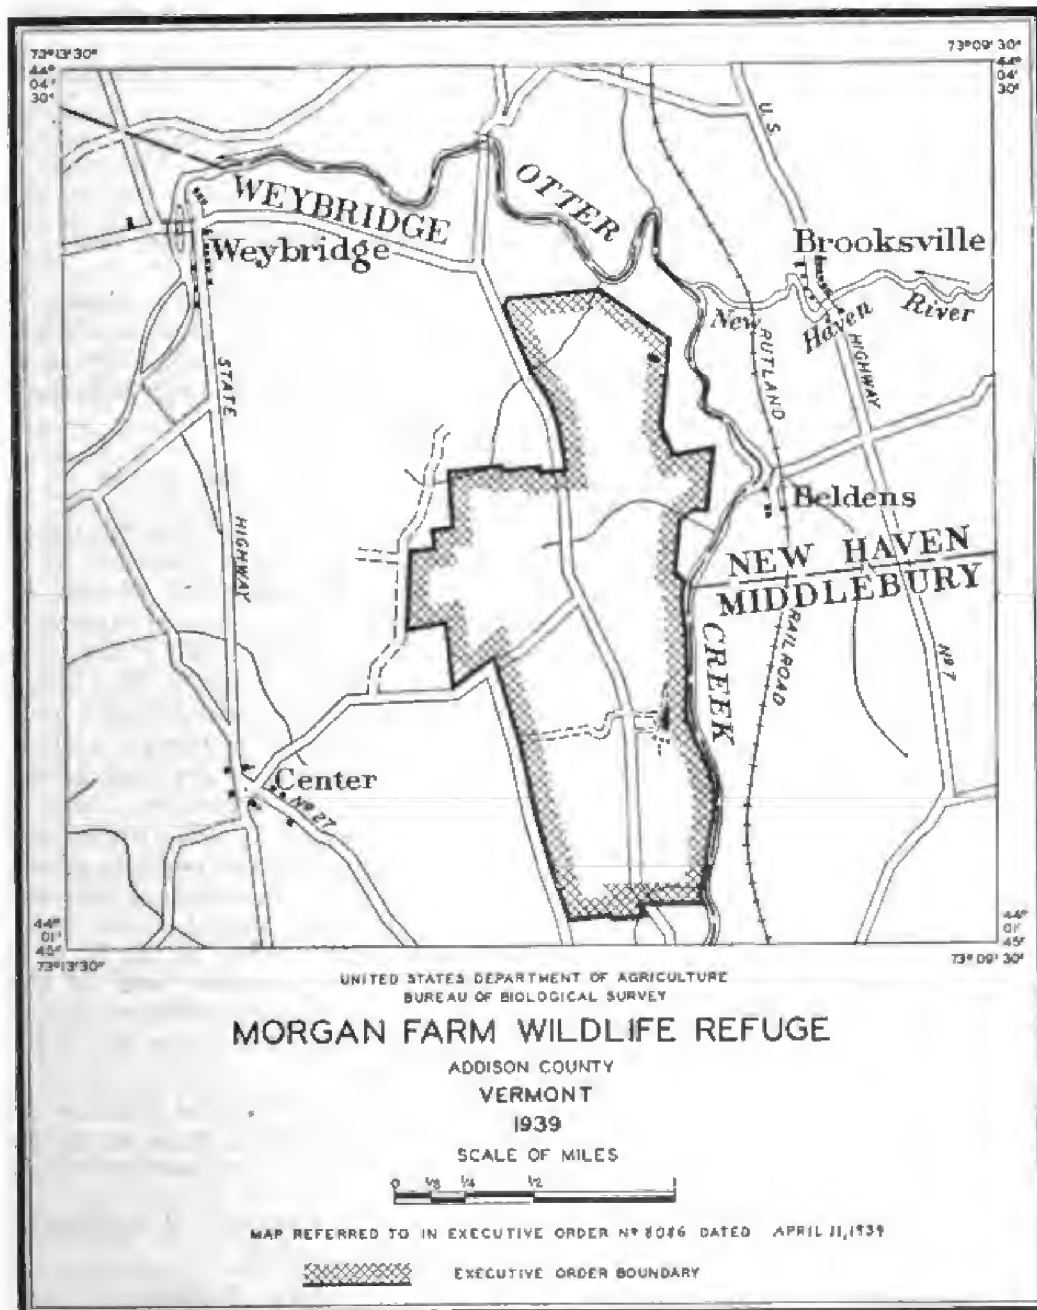 73°13'30"
73°09'30"
44°
04'
30"
44°
04'
30"
U.S.
WEYBRIDGE
OTTER
Weybridge
Brooksville
New
Haven
River
STATE
RUTLAND
HIGHWAY
Beldens
HIGHWAY
NEW HAVEN
MIDDLEBURY
CREEK
RAILROAD
Nº 7
Center
Nº 22
44°
01'
45"
44°
01'
45"
73°13'30"
73°09'30"
UNITED STATES DEPARTMENT OF AGRICULTURE
BUREAU OF BIOLOGICAL SURVEY
MORGAN FARM WILDLIFE REFUGE
ADDISON COUNTY
VERMONT
1939
SCALE OF MILES
0 1/8 1/4 1/2 1
MAP REFERRED TO IN EXECUTIVE ORDER Nº 8086 DATED APRIL 11, 1939
EXECUTIVE ORDER BOUNDARY